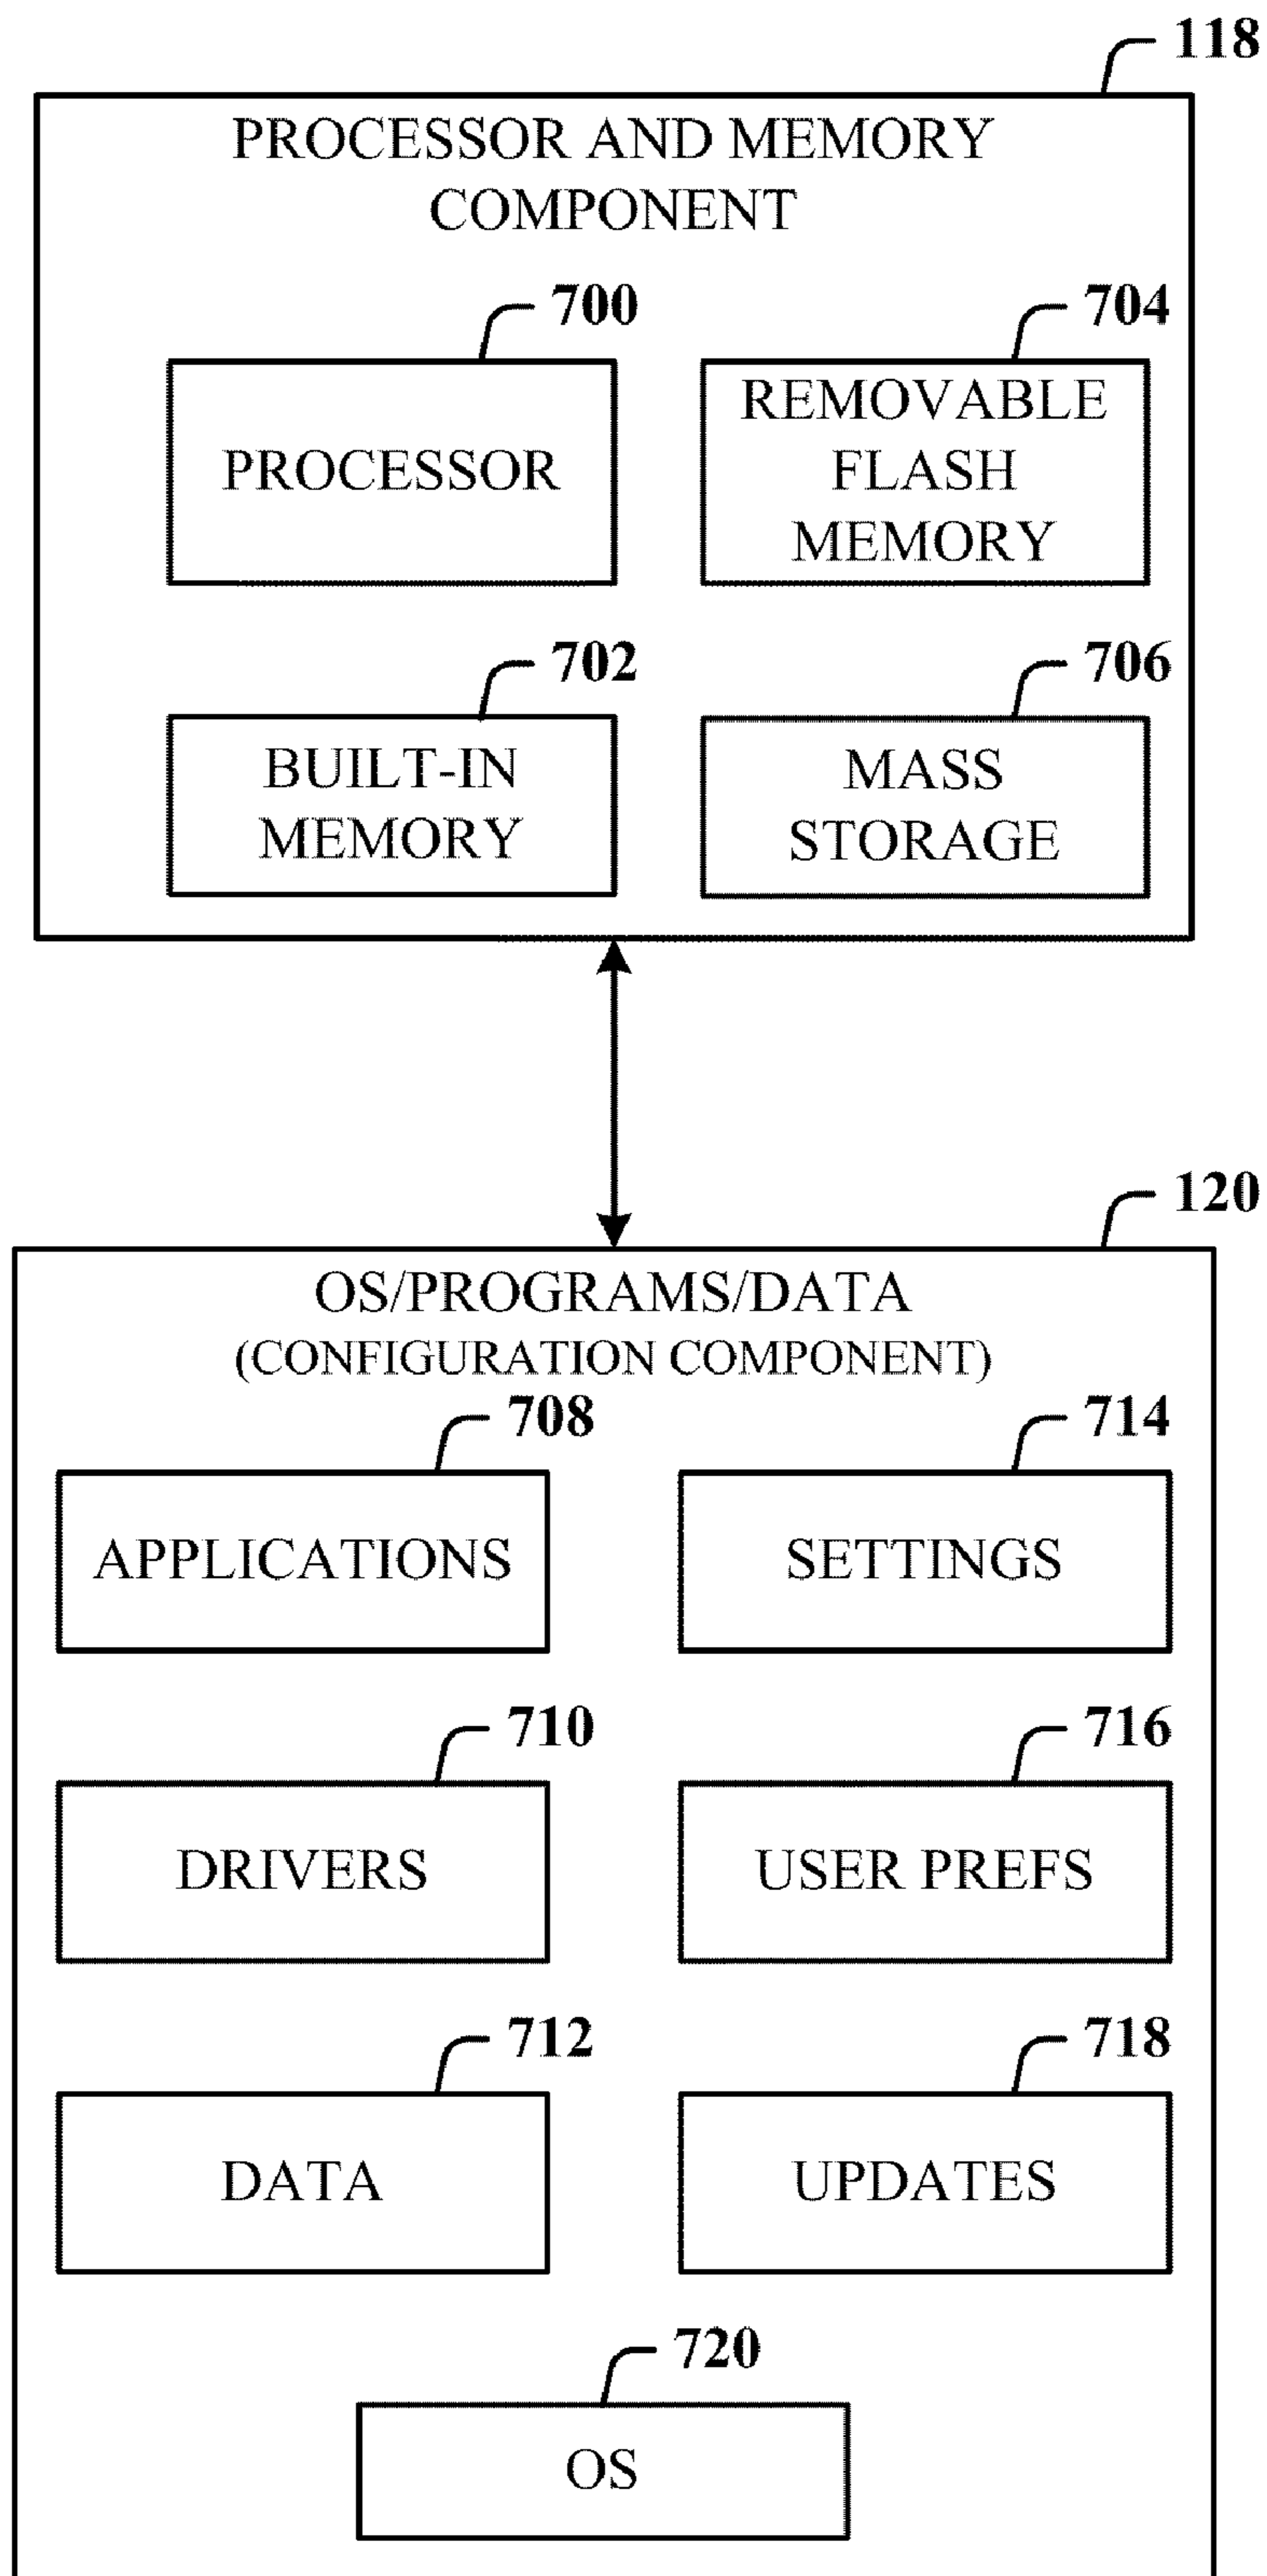 118
PROCESSOR AND MEMORY
COMPONENT
700
PROCESSOR
704
REMOVABLE
FLASH
MEMORY
702
BUILT-IN
MEMORY
706
MASS
STORAGE
120
OS/PROGRAMS/DATA
(CONFIGURATION COMPONENT)
708
APPLICATIONS
714
SETTINGS
710
DRIVERS
716
USER PREFS
712
DATA
718
UPDATES
720
OS